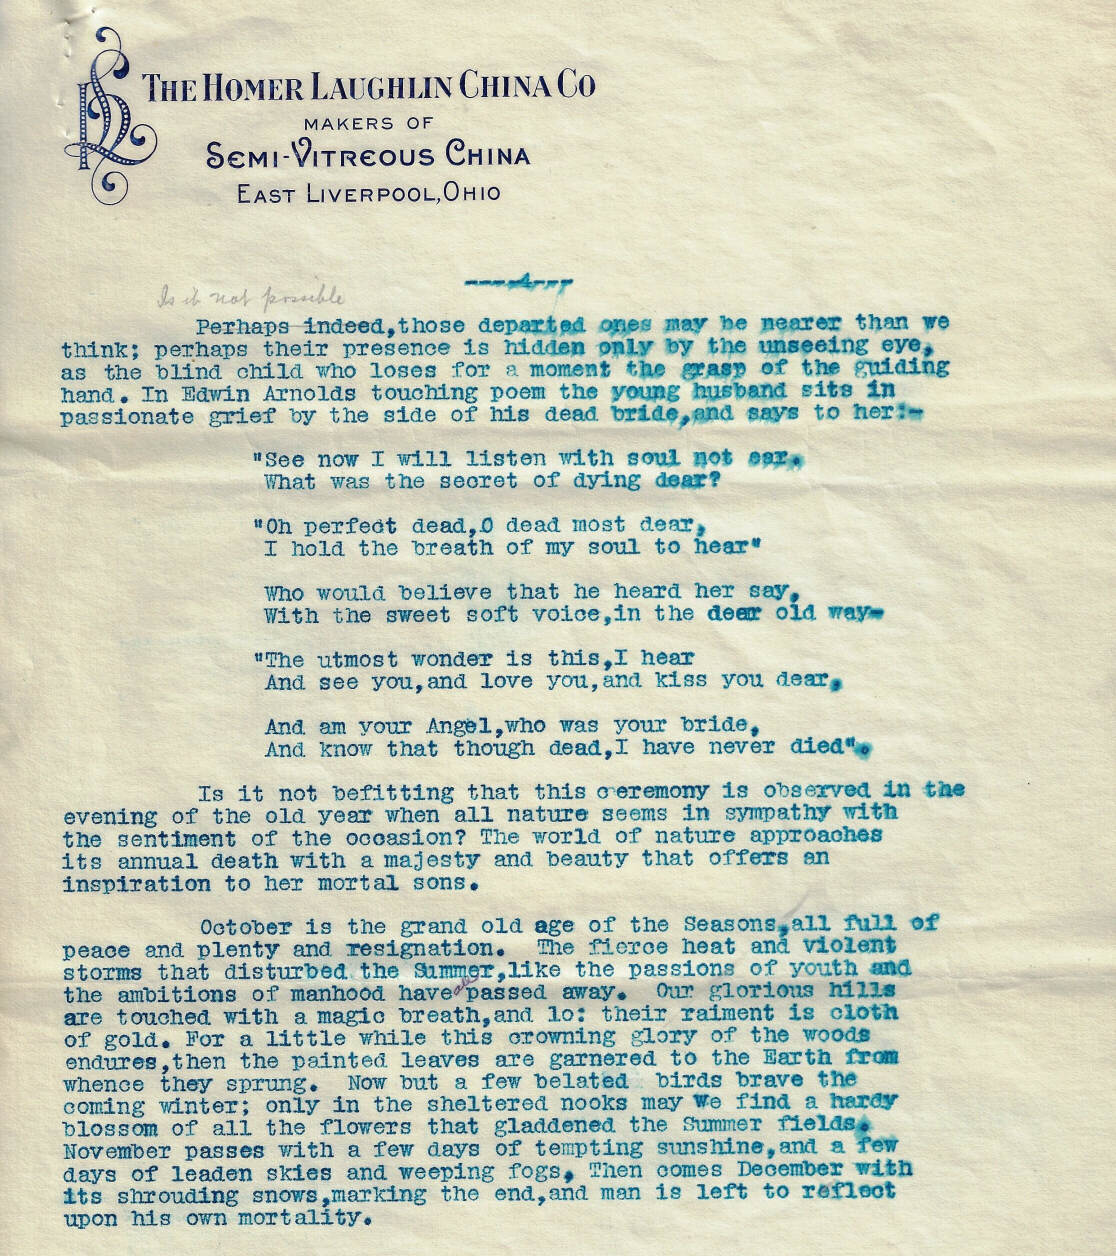 THE HOMER LAUGHLIN CHINA CO
MAKERS OF
SEMI-VITREOUS CHINA
EAST LIVERPOOL, OHIO
----4----
Is it not possible
Perhaps indeed,those departed ones may be nearer than we
think; perhaps their presence is hidden only by the unseeing eye,
as the blind child who loses for a moment the grasp of the guiding
hand. In Edwin Arnolds touching poem the young husband sits in
passionate grief by the side of his dead bride,and says to her:-
"See now I will listen with soul not ear.
What was the secret of dying dear?
"Oh perfect dead,O dead most dear,
I hold the breath of my soul to hear"
Who would believe that he heard her say,
With the sweet soft voice,in the dear old way-
"The utmost wonder is this,I hear
And see you,and love you,and kiss you dear,
And am your Angel,who was your bride,
And know that though dead,I have never died".
Is it not befitting that this ceremony is observed in the
evening of the old year when all nature seems in sympathy with
the sentiment of the occasion? The world of nature approaches
its annual death with a majesty and beauty that offers an
inspiration to her mortal sons.
October is the grand old age of the Seasons,all full of
peace and plenty and resignation. The fierce heat and violent
storms that disturbed the Summer,like the passions of youth and
the ambitions of manhood have all passed away. Our glorious hills
are touched with a magic breath,and lo: their raiment is cloth
of gold. For a little while this crowning glory of the woods
endures,then the painted leaves are garnered to the Earth from
whence they sprung. Now but a few belated birds brave the
coming winter; only in the sheltered nooks may we find a hardy
blossom of all the flowers that gladdened the Summer fields.
November passes with a few days of tempting sunshine,and a few
days of leaden skies and weeping fogs, Then comes December with
its shrouding snows,marking the end,and man is left to reflect
upon his own mortality.